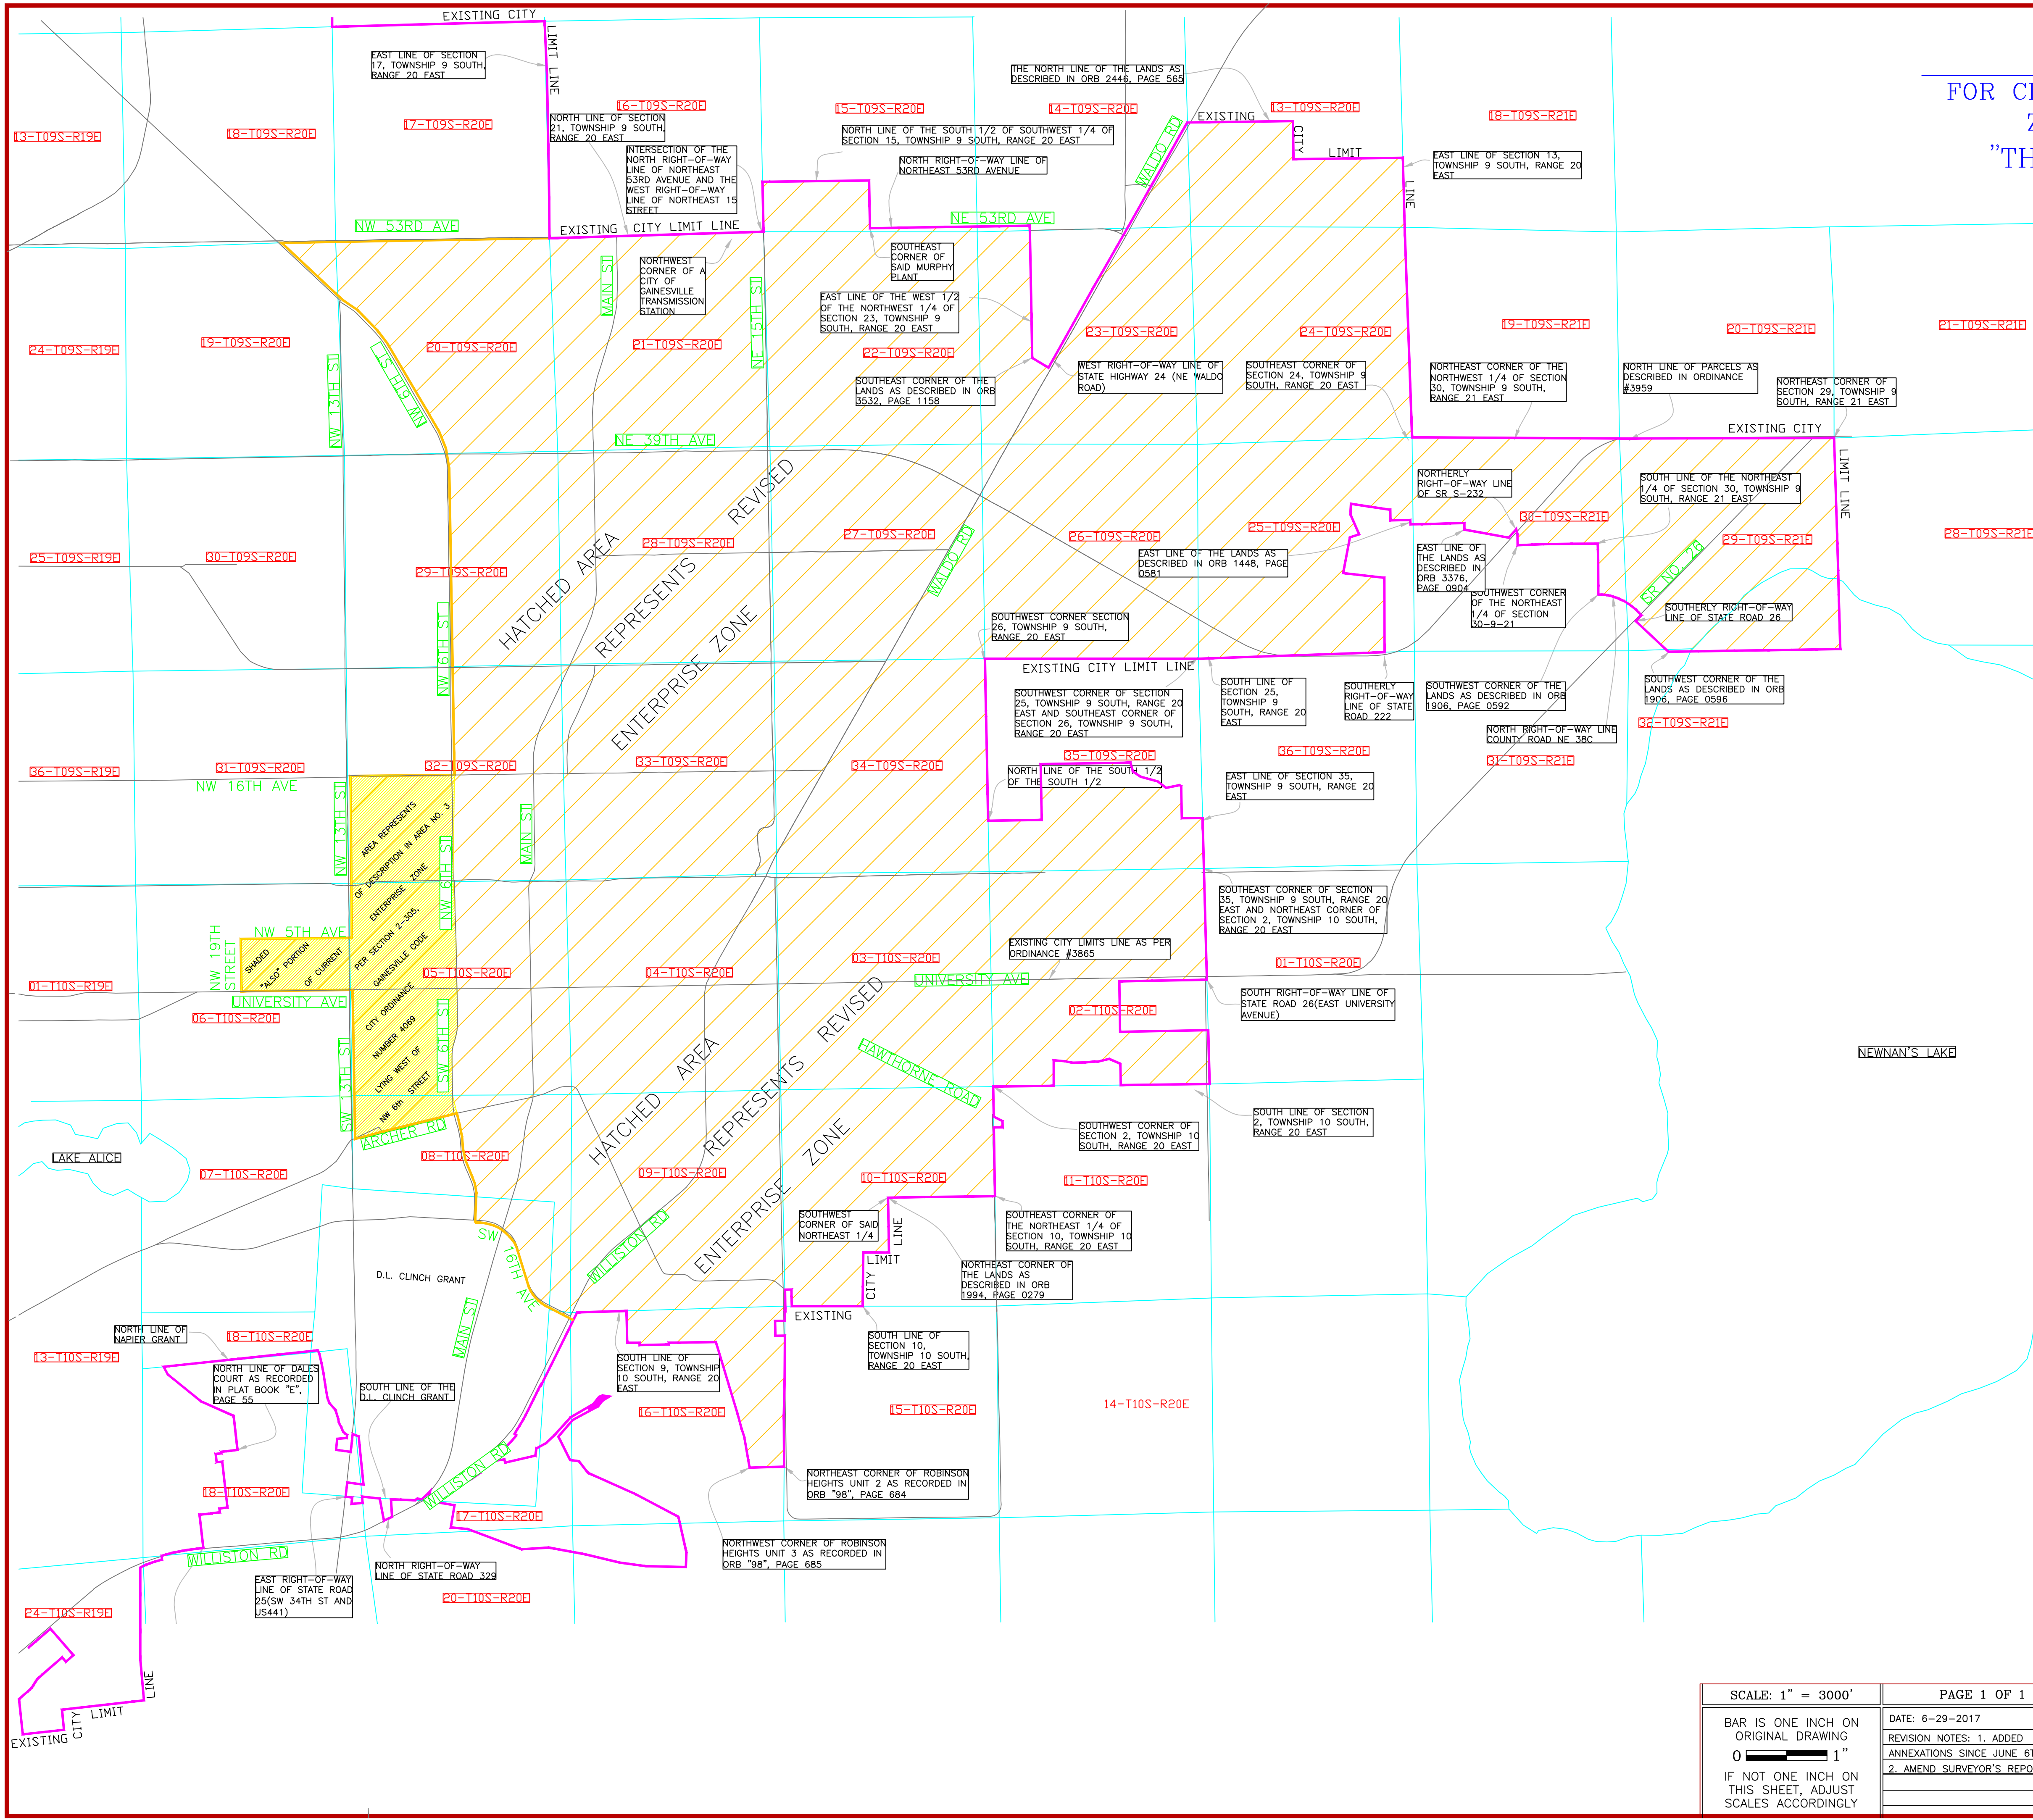 EXISTING CITY
LIMIT LINE
EAST LINE OF SECTION
17, TOWNSHIP 9 SOUTH,
RANGE 20 EAST
THE NORTH LINE OF THE LANDS AS
DESCRIBED IN ORB 2446, PAGE 565
FOR
"TH
13-T09S-R19E
18-T09S-R20E
17-T09S-R20E
16-T09S-R20E
15-T09S-R20E
14-T09S-R20E
13-T09S-R20E
18-T09S-R21E
NORTH LINE OF SECTION
21, TOWNSHIP 9 SOUTH,
RANGE 20 EAST
INTERSECTION OF THE
NORTH RIGHT-OF-WAY
LINE OF NORTHEAST
53RD AVENUE AND THE
WEST RIGHT-OF-WAY
LINE OF NORTHEAST 15
STREET
NORTH LINE OF THE SOUTH 1/2 OF SOUTHWEST 1/4 OF
SECTION 15, TOWNSHIP 9 SOUTH, RANGE 20 EAST
NORTH RIGHT-OF-WAY LINE OF
NORTHEAST 53RD AVENUE
WALDO RD
EXISTING
CITY
LIMIT
LINE
EAST LINE OF SECTION 13,
TOWNSHIP 9 SOUTH, RANGE 20
EAST
NW 53RD AVE
EXISTING CITY LIMIT LINE
NE 53RD AVE
NORTHWEST
CORNER OF A
CITY OF
GAINESVILLE
TRANSMISSION
STATION
MAIN ST
NE 15TH ST
SOUTHEAST
CORNER OF
SAID MURPHY
PLANT
EAST LINE OF THE WEST 1/2
OF THE NORTHWEST 1/4 OF
SECTION 23, TOWNSHIP 9
SOUTH, RANGE 20 EAST
24-T09S-R19E
19-T09S-R20E
20-T09S-R20E
21-T09S-R20E
22-T09S-R20E
23-T09S-R20E
24-T09S-R20E
19-T09S-R21E
20-T09S-R21E
21-T09S-R21E
NW 13TH ST
NW 6TH ST
SOUTHEAST CORNER OF THE
LANDS AS DESCRIBED IN ORB
3532, PAGE 1158
WEST RIGHT-OF-WAY LINE OF
STATE HIGHWAY 24 (NE WALDO
ROAD)
SOUTHEAST CORNER OF
SECTION 24, TOWNSHIP 9
SOUTH, RANGE 20 EAST
NORTHEAST CORNER OF THE
NORTHWEST 1/4 OF SECTION
30, TOWNSHIP 9 SOUTH,
RANGE 21 EAST
NORTH LINE OF PARCELS AS
DESCRIBED IN ORDINANCE
#3959
NORTHEAST CORNER OF
SECTION 29, TOWNSHIP 9
SOUTH, RANGE 21 EAST
NE 39TH AVE
EXISTING CITY
LIMIT LINE
HATCHED AREA
REPRESENTS REVISED
ENTERPRISE ZONE
NORTHERLY
RIGHT-OF-WAY LINE
OF SR S-232
SOUTH LINE OF THE NORTHEAST
1/4 OF SECTION 30, TOWNSHIP 9
SOUTH, RANGE 21 EAST
25-T09S-R19E
30-T09S-R20E
29-T09S-R20E
28-T09S-R20E
27-T09S-R20E
26-T09S-R20E
25-T09S-R20E
30-T09S-R21E
29-T09S-R21E
28-T09S-R21E
WALDO RD
EAST LINE OF THE LANDS AS
DESCRIBED IN ORB 1448, PAGE
0581
EAST LINE OF
THE LANDS AS
DESCRIBED IN
ORB 3376,
PAGE 0904
SOUTHWEST CORNER
OF THE NORTHEAST
1/4 OF SECTION
30-9-21
SR NO. 26
SOUTHERLY RIGHT-OF-WAY
LINE OF STATE ROAD 26
NW 6TH ST
SOUTHWEST CORNER SECTION
26, TOWNSHIP 9 SOUTH,
RANGE 20 EAST
EXISTING CITY LIMIT LINE
SOUTHWEST CORNER OF SECTION
25, TOWNSHIP 9 SOUTH, RANGE 20
EAST AND SOUTHEAST CORNER OF
SECTION 26, TOWNSHIP 9 SOUTH,
RANGE 20 EAST
SOUTH LINE OF
SECTION 25,
TOWNSHIP 9
SOUTH, RANGE 20
EAST
SOUTHERLY
RIGHT-OF-WAY
LINE OF STATE
ROAD 222
SOUTHWEST CORNER OF THE
LANDS AS DESCRIBED IN ORB
1906, PAGE 0592
SOUTHWEST CORNER OF THE
LANDS AS DESCRIBED IN ORB
1906, PAGE 0596
NORTH RIGHT-OF-WAY LINE
COUNTY ROAD NE 38C
36-T09S-R19E
31-T09S-R20E
32-T09S-R20E
33-T09S-R20E
34-T09S-R20E
35-T09S-R20E
36-T09S-R20E
31-T09S-R21E
32-T09S-R21E
NW 16TH AVE
NORTH LINE OF THE SOUTH 1/2
OF THE SOUTH 1/2
EAST LINE OF SECTION 35,
TOWNSHIP 9 SOUTH, RANGE 20
EAST
NW 13TH ST
NW 6TH ST
MAIN ST
SHADED
AREA REPRESENTS
"ALSO" PORTION
OF DESCRIPTION IN AREA NO. 3
OF CURRENT
ENTERPRISE ZONE
PER SECTION 2-305,
GAINESVILLE CODE
CITY ORDINANCE
NUMBER 4069
LYING WEST OF
NW 6th STREET
SOUTHEAST CORNER OF SECTION
35, TOWNSHIP 9 SOUTH, RANGE 20
EAST AND NORTHEAST CORNER OF
SECTION 2, TOWNSHIP 10 SOUTH,
RANGE 20 EAST
NW 19TH
STREET
NW 5TH AVE
UNIVERSITY AVE
EXISTING CITY LIMITS LINE AS PER
ORDINANCE #3865
UNIVERSITY AVE
01-T10S-R19E
06-T10S-R20E
05-T10S-R20E
04-T10S-R20E
03-T10S-R20E
02-T10S-R20E
01-T10S-R20E
SOUTH RIGHT-OF-WAY LINE OF
STATE ROAD 26(EAST UNIVERSITY
AVENUE)
SW 13TH ST
SW 6TH ST
ARCHER RD
HATCHED AREA
REPRESENTS REVISED
ENTERPRISE ZONE
HAWTHORNE ROAD
NEWNAN'S LAKE
LAKE ALICE
SOUTHWEST CORNER OF
SECTION 2, TOWNSHIP 10
SOUTH, RANGE 20 EAST
SOUTH LINE OF SECTION
2, TOWNSHIP 10 SOUTH,
RANGE 20 EAST
07-T10S-R20E
08-T10S-R20E
09-T10S-R20E
10-T10S-R20E
11-T10S-R20E
SOUTHWEST
CORNER OF SAID
NORTHEAST 1/4
SOUTHEAST CORNER OF
THE NORTHEAST 1/4 OF
SECTION 10, TOWNSHIP 10
SOUTH, RANGE 20 EAST
NORTHEAST CORNER OF
THE LANDS AS
DESCRIBED IN ORB
1994, PAGE 0279
SW 16TH AVE
WILLISTON RD
D.L. CLINCH GRANT
MAIN ST
EXISTING
CITY
LIMIT
LINE
NORTH LINE OF
NAPIER GRANT
SOUTH LINE OF
SECTION 10,
TOWNSHIP 10 SOUTH,
RANGE 20 EAST
13-T10S-R19E
18-T10S-R20E
NORTH LINE OF DALES
COURT AS RECORDED
IN PLAT BOOK "E",
PAGE 55
SOUTH LINE OF THE
D.L. CLINCH GRANT
SOUTH LINE OF
SECTION 9, TOWNSHIP
10 SOUTH, RANGE 20
EAST
16-T10S-R20E
15-T10S-R20E
14-T10S-R20E
WILLISTON RD
18-T10S-R20E
17-T10S-R20E
NORTHEAST CORNER OF ROBINSON
HEIGHTS UNIT 2 AS RECORDED IN
ORB "98", PAGE 684
NORTHWEST CORNER OF ROBINSON
HEIGHTS UNIT 3 AS RECORDED IN
ORB "98", PAGE 685
WILLISTON RD
EAST RIGHT-OF-WAY
LINE OF STATE ROAD
25(SW 34TH ST AND
US441)
NORTH RIGHT-OF-WAY
LINE OF STATE ROAD 329
24-T10S-R19E
20-T10S-R20E
EXISTING
CITY
LIMIT
LINE
SCALE: 1" = 3000'
BAR IS ONE INCH ON
ORIGINAL DRAWING
0 1"
IF NOT ONE INCH ON
THIS SHEET, ADJUST
SCALES ACCORDINGLY
PAGE 1 OF 1
DATE: 6-29-2017
REVISION NOTES: 1. ADDED
ANNEXATIONS SINCE JUNE
2. AMEND SURVEYOR'S